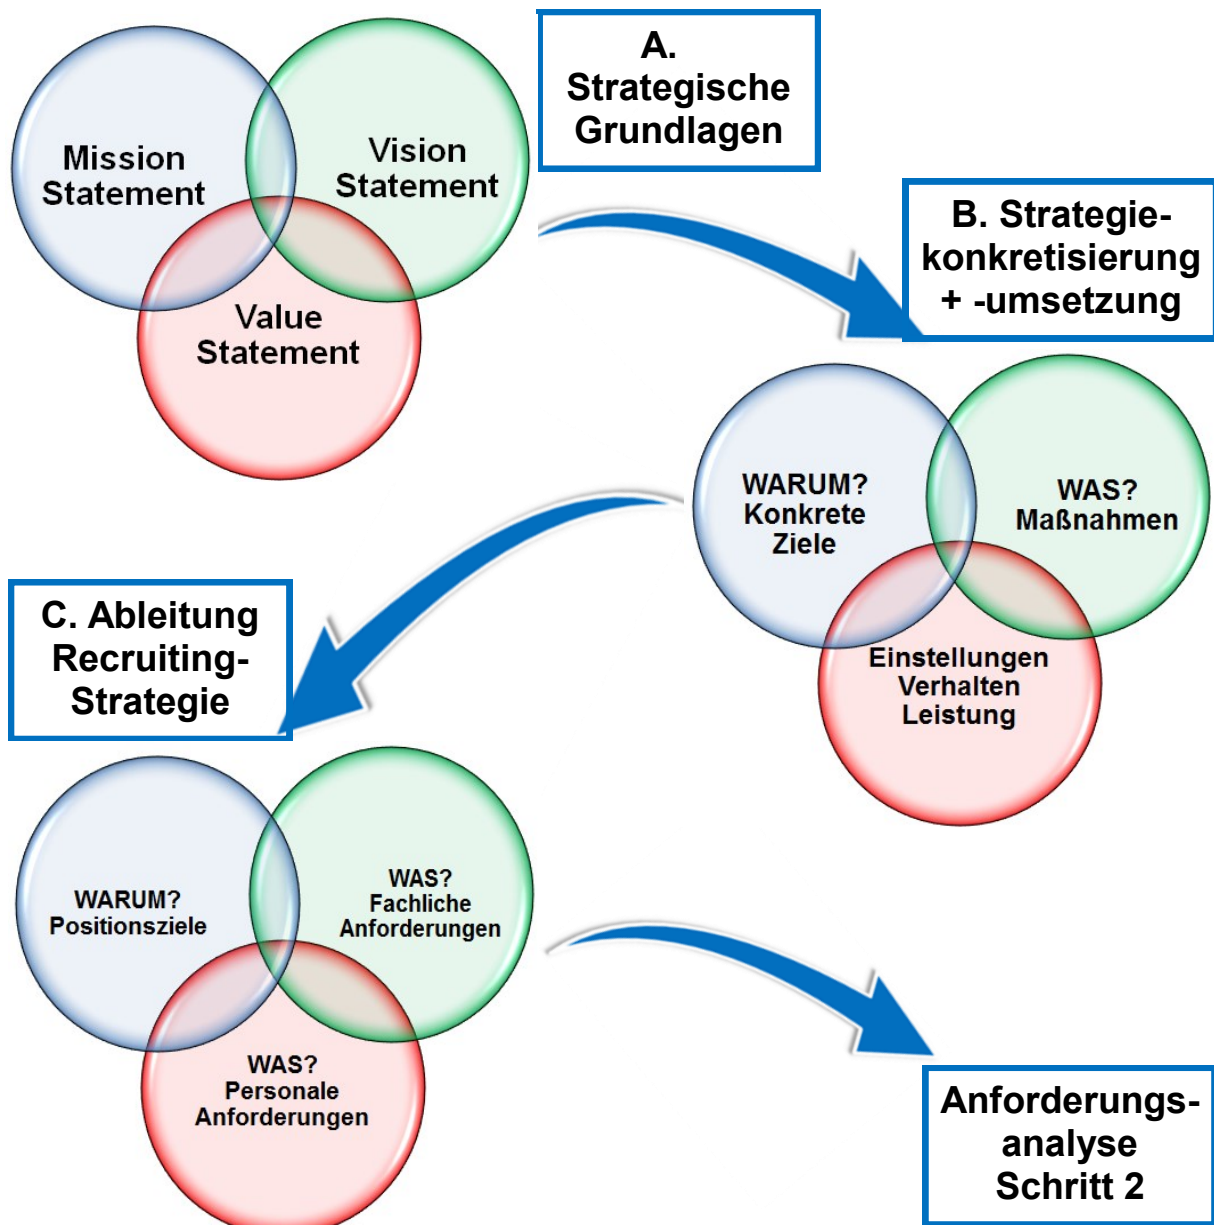 A.
Strategische
Grundlagen
Mission
Statement
Vision
Statement
Value
Statement
B. Strategie-
konkretisierung
+ -umsetzung
WARUM?
Konkrete
Ziele
WAS?
Maßnahmen
Einstellungen
Verhalten
Leistung
C. Ableitung
Recruiting-
Strategie
WARUM?
Positionsziele
WAS?
Fachliche
Anforderungen
WAS?
Personale
Anforderungen
Anforderungs-
analyse
Schritt 2